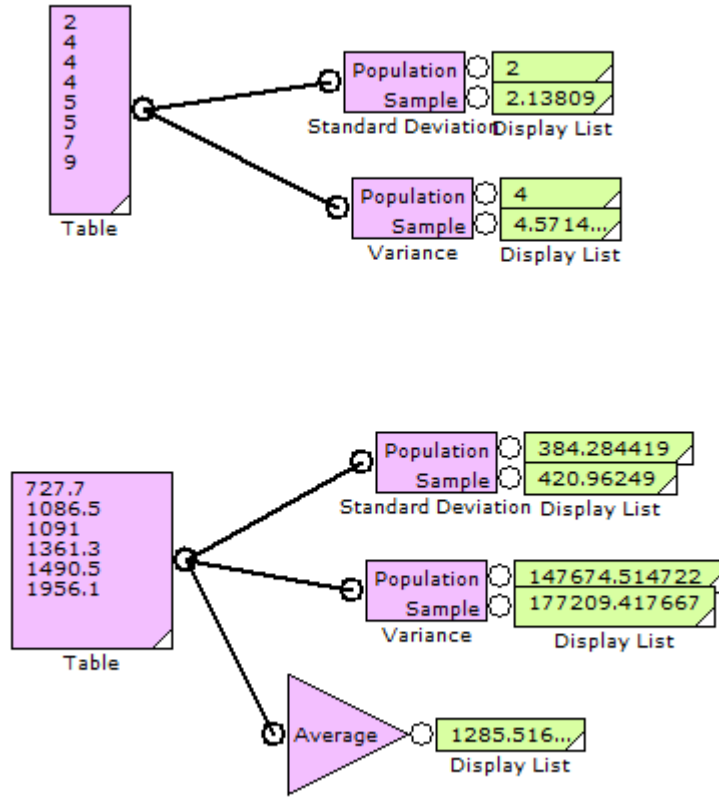 2
4
4
4
5
5
7
9
Table
Population
2
Sample
2.13809
Standard Deviation
Display List
Population
4
Sample
4.5714...
Variance
Display List
727.7
1086.5
1091
1361.3
1490.5
1956.1
Table
Population
384.284419
Sample
420.96249
Standard Deviation
Display List
Population
147674.514722
Sample
177209.417667
Variance
Display List
Average
1285.516...
Display List